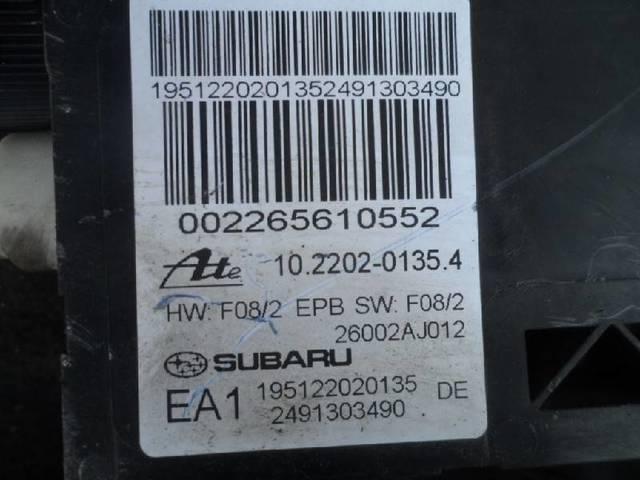 1951220201352491303490
002265610552
Ate 10.2202-0135.4
HW: F08/2 EPB SW: F08/2
26002AJ012
SUBARU
EA1 195122020135 DE
2491303490